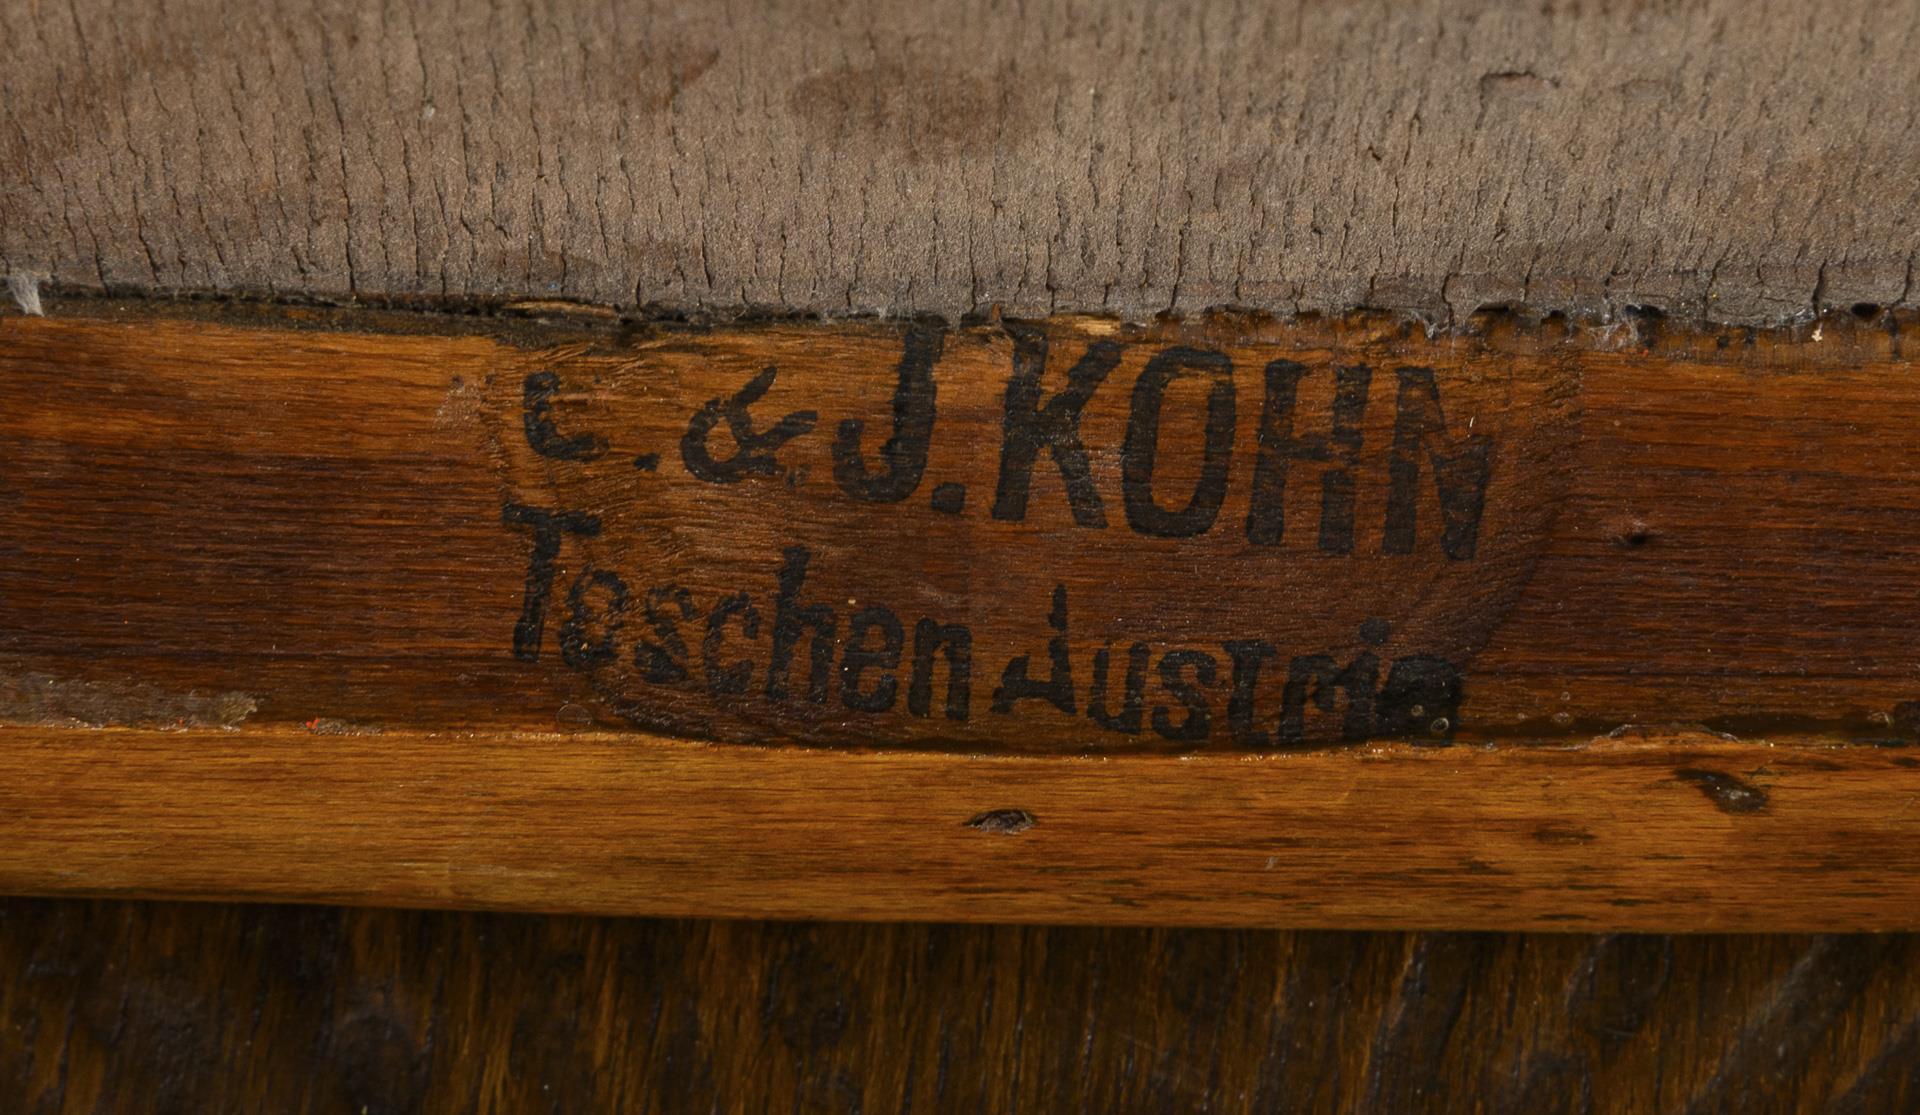 & J. KOHN
Teschen Austria